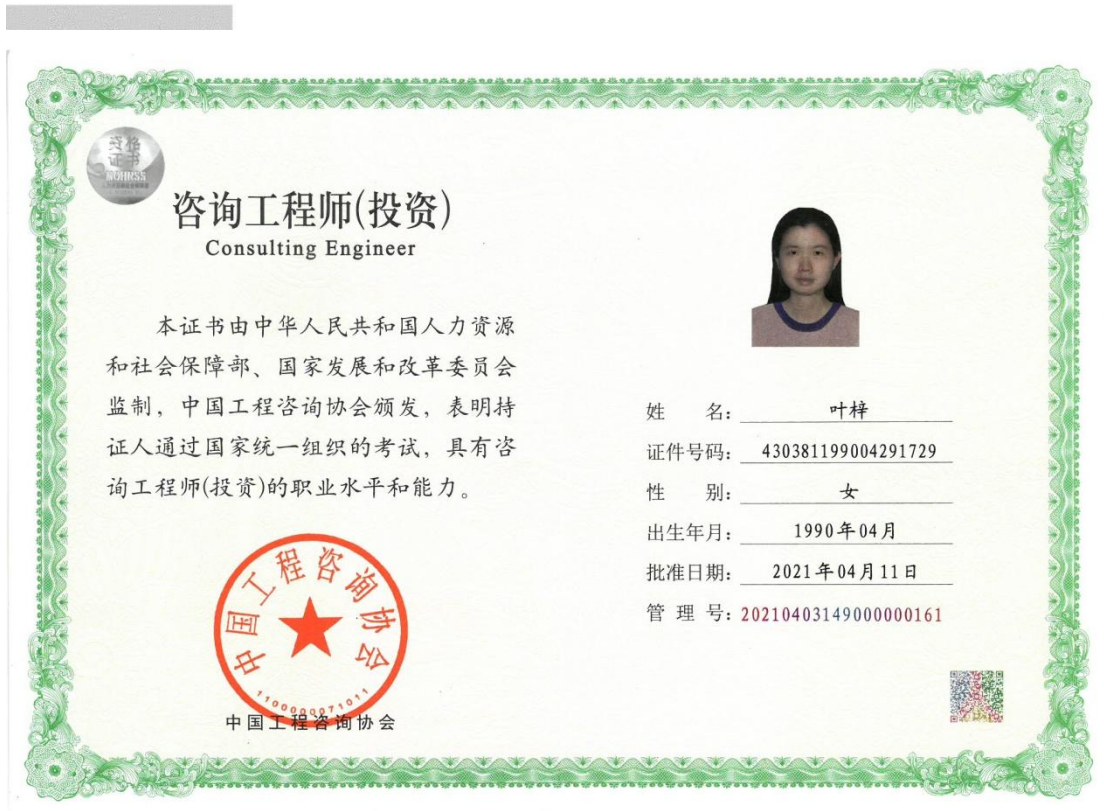 资格
证书
MOHRSS
咨询工程师(投资)
Consulting Engineer
本证书由中华人民共和国人力资源
和社会保障部、国家发展和改革委员会
监制，中国工程咨询协会颁发，表明持
证人通过国家统一组织的考试，具有咨
询工程师(投资)的职业水平和能力。
中国工程咨询协会
1100000071011
中国工程咨询协会
姓 名： 叶梓
证件号码： 430381199004291729
性 别： 女
出生年月： 1990年04月
批准日期： 2021年04月11日
管 理 号：20210403149000000161